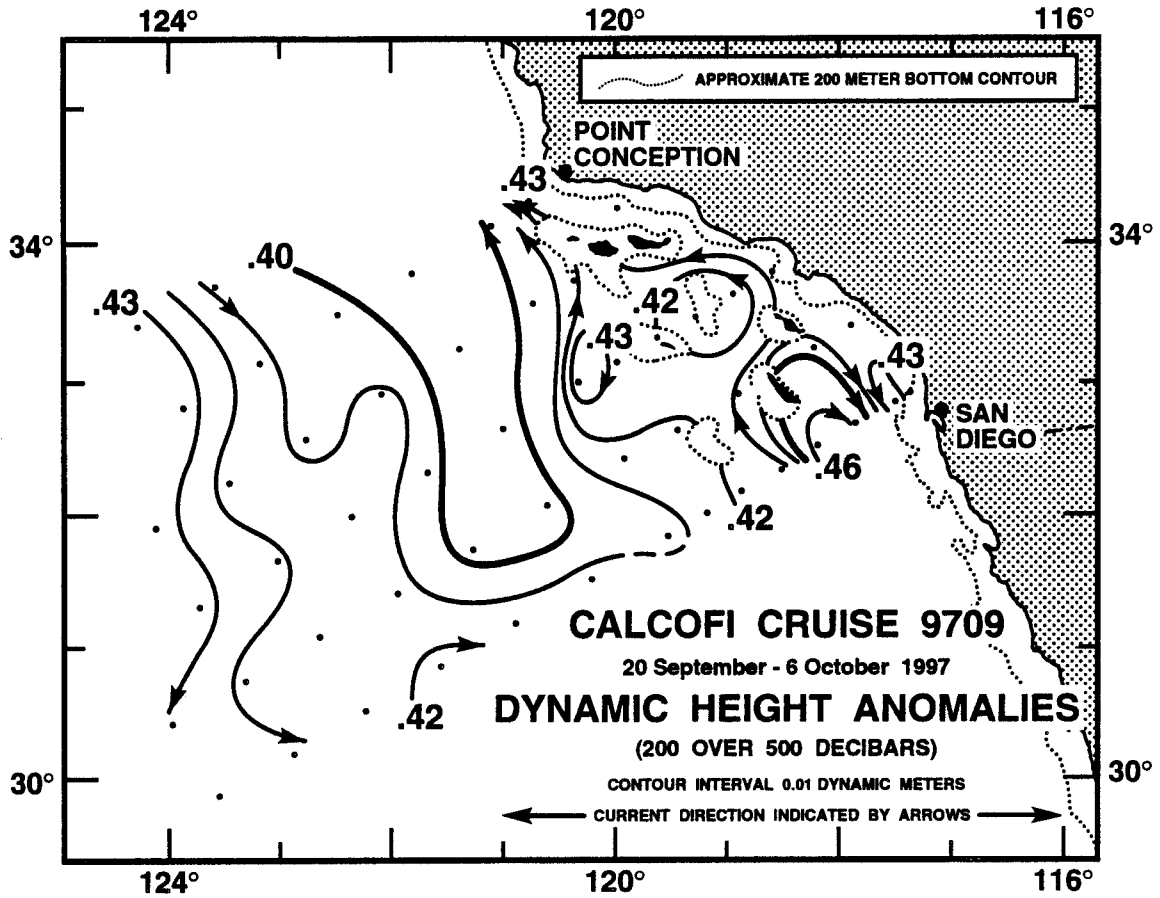 124° 120° 116°
APPROXIMATE 200 METER BOTTOM CONTOUR
POINT
CONCEPTION
.43
34° 34°
.40
.43
.42
.43
.43
SAN
DIEGO
.46
.42
CALCOFI CRUISE 9709
20 September - 6 October 1997
.42
DYNAMIC HEIGHT ANOMALIES
(200 OVER 500 DECIBARS)
30° 30°
CONTOUR INTERVAL 0.01 DYNAMIC METERS
CURRENT DIRECTION INDICATED BY ARROWS
124° 120° 116°